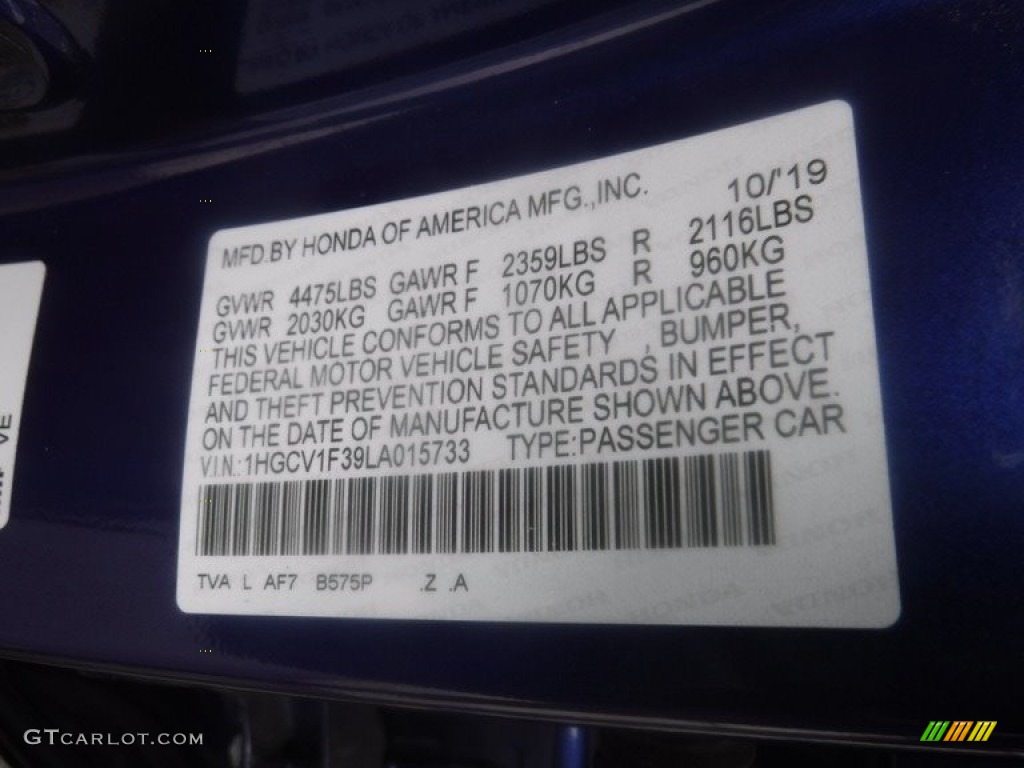 MFD.BY HONDA OF AMERICA MFG.,INC. 10/'19
GVWR 4475LBS GAWR F 2359LBS R 2116LBS
GVWR 2030KG GAWR F 1070KG R 960KG
THIS VEHICLE CONFORMS TO ALL APPLICABLE
FEDERAL MOTOR VEHICLE SAFETY , BUMPER,
AND THEFT PREVENTION STANDARDS IN EFFECT
ON THE DATE OF MANUFACTURE SHOWN ABOVE.
V.I.N.:1HGCV1F39LA015733 TYPE:PASSENGER CAR
TVA L AF7 B575P .Z .A
VE
GTCARLOT.COM